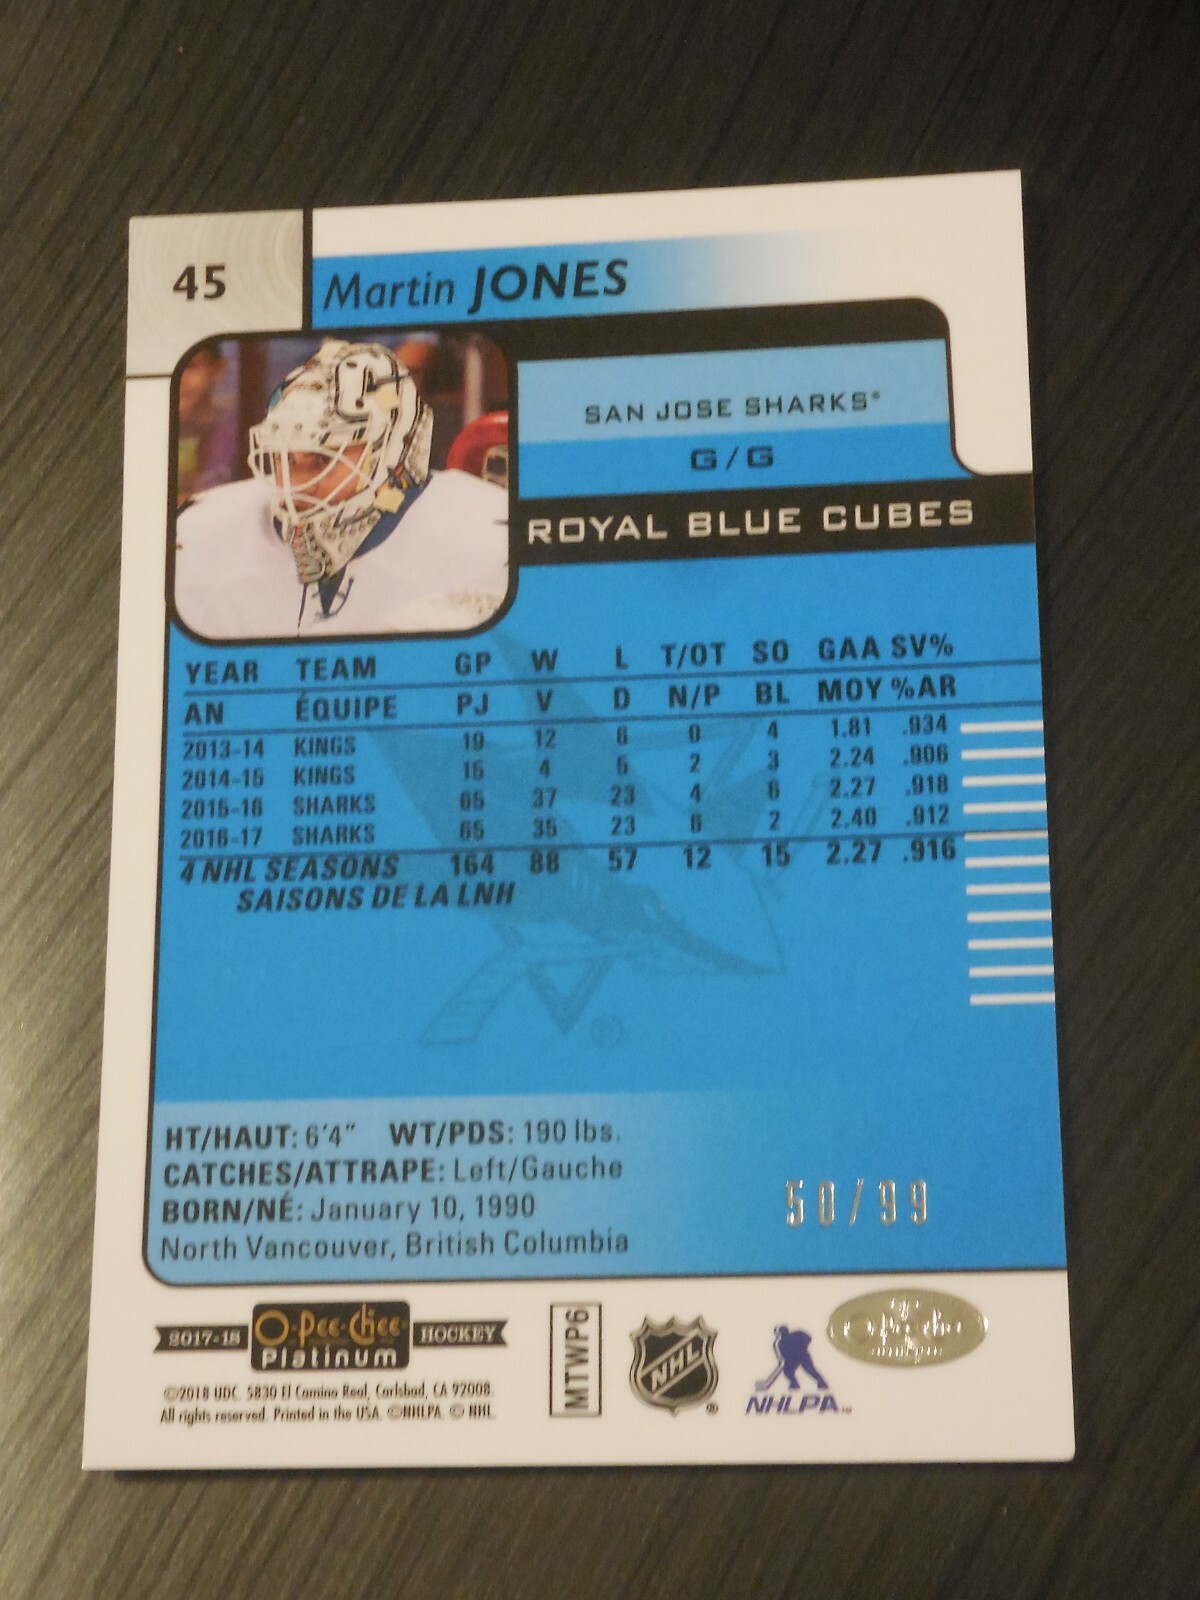 45
Martin JONES
SAN JOSE SHARKS®
G/G
ROYAL BLUE CUBES
YEAR TEAM GP W L T/OT SO GAA SV%
AN ÉQUIPE PJ V D N/P BL MOY %AR
2013-14 KINGS 19 12 6 0 4 1.81 .934
2014-15 KINGS 15 4 5 2 3 2.24 .906
2015-16 SHARKS 65 37 23 4 6 2.27 .918
2016-17 SHARKS 65 35 23 6 2 2.40 .912
4 NHL SEASONS 164 88 57 12 15 2.27 .916
SAISONS DE LA LNH
®
HT/HAUT: 6'4" WT/PDS: 190 lbs.
CATCHES/ATTRAPE: Left/Gauche
BORN/NÉ: January 10, 1990
North Vancouver, British Columbia
50/99
2017-18 O-Pee-Chee HOCKEY
Platinum
©2018 UDC. 5830 El Camino Real, Carlsbad, CA 92008.
All rights reserved. Printed in the USA. ©NHLPA. © NHL.
MTWP6
NHL ®
NHLPA™
O-Pee-Chee